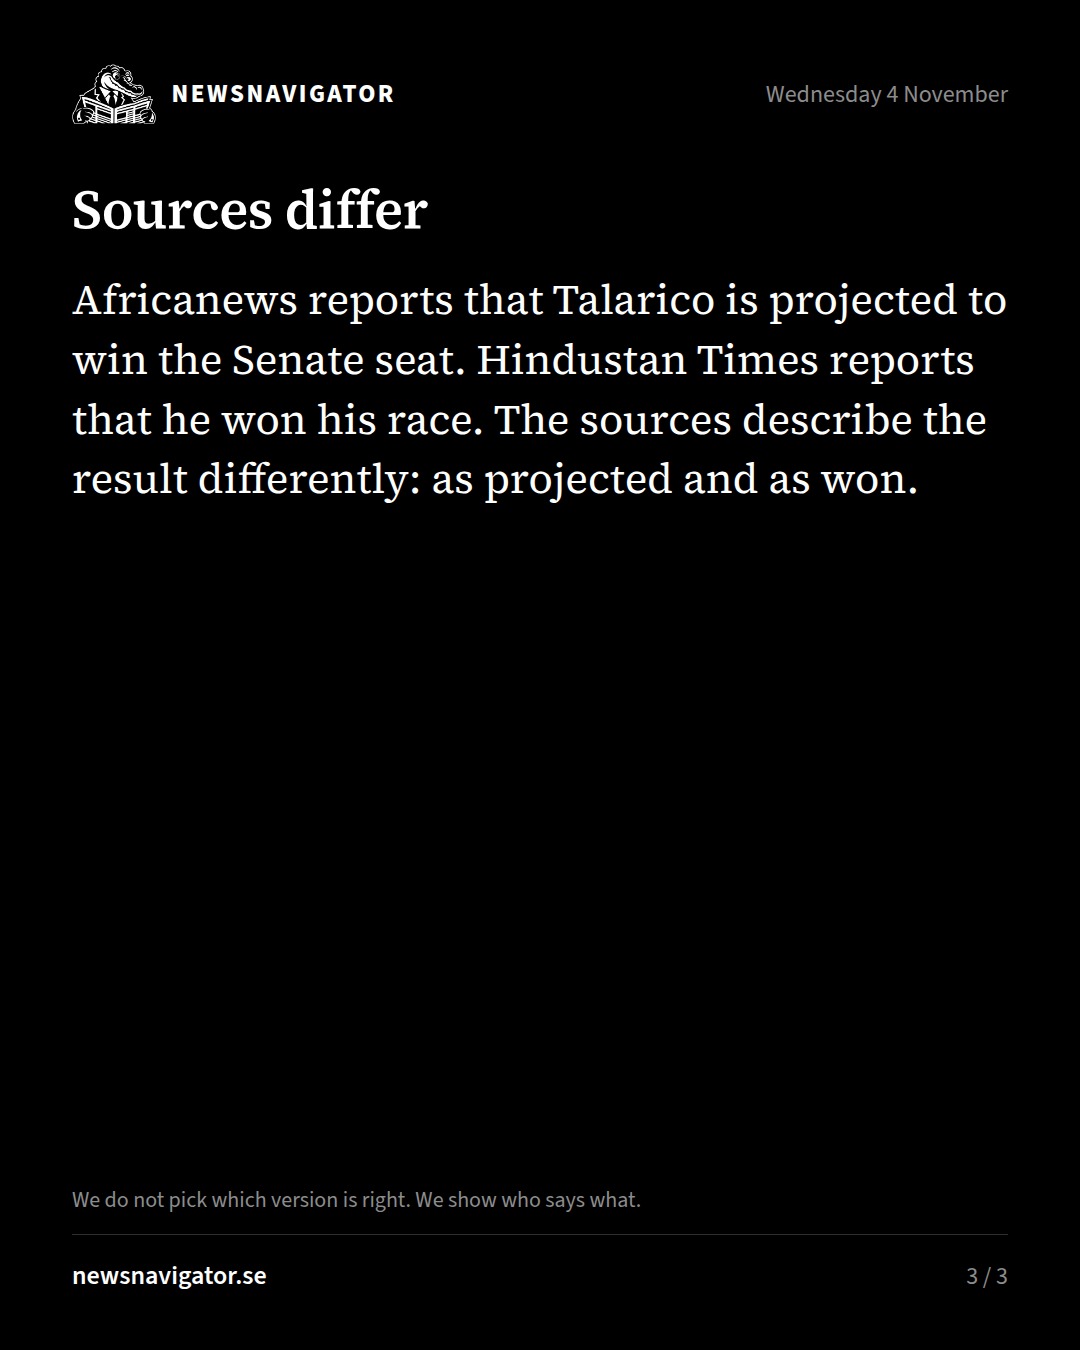 NEWSNAVIGATOR
Wednesday 4 November
Sources differ
Africanews reports that Talarico is projected to
win the Senate seat. Hindustan Times reports
that he won his race. The sources describe the
result differently: as projected and as won.
We do not pick which version is right. We show who says what.
newsnavigator.se
3 / 3